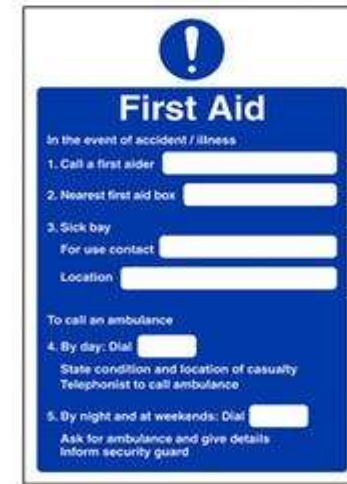 First Aid
In the event of accident / illness
1. Call a first aider
2. Nearest first aid box
3. Sick bay
For use contact
Location
To call an ambulance
4. By day: Dial
State condition and location of casualty
Telephonist to call ambulance
5. By night and at weekends: Dial
Ask for ambulance and give details
Inform security guard